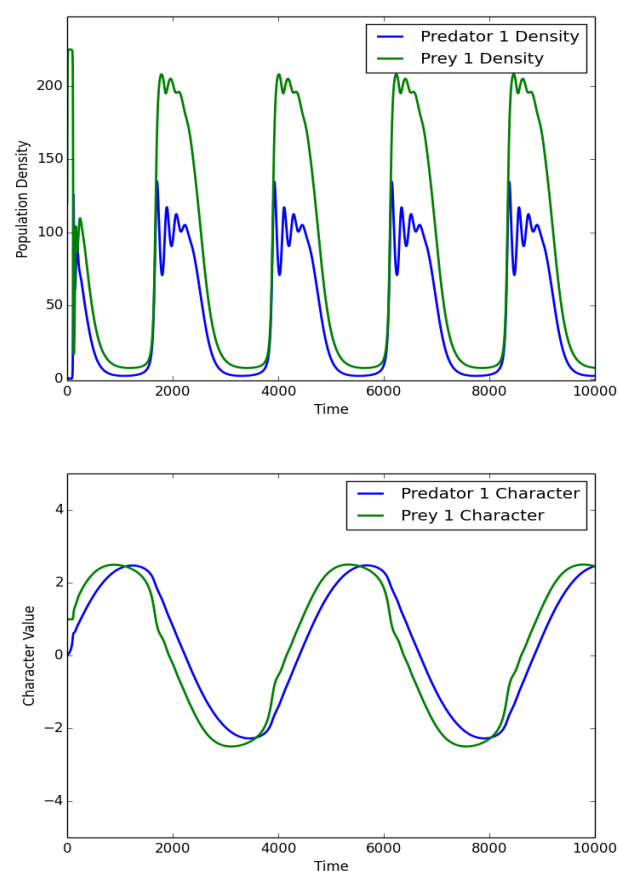 Predator 1 Density
Prey 1 Density
200
150
100
50
0
Population Density
0 2000 4000 6000 8000 10000
Time
Predator 1 Character
Prey 1 Character
4
2
0
−2
−4
Character Value
0 2000 4000 6000 8000 10000
Time